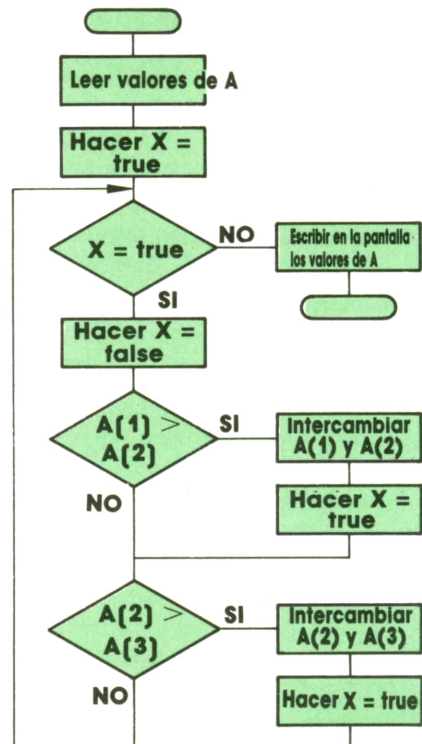 Leer valores de A
Hacer X =
true
X = true
NO
Escribir en la pantalla
los valores de A
SI
Hacer X =
false
A(1) >
A(2)
SI
Intercambiar
A(1) y A(2)
NO
Hacer X =
true
A(2) >
A(3)
SI
Intercambiar
A(2) y A(3)
NO
Hacer X = true